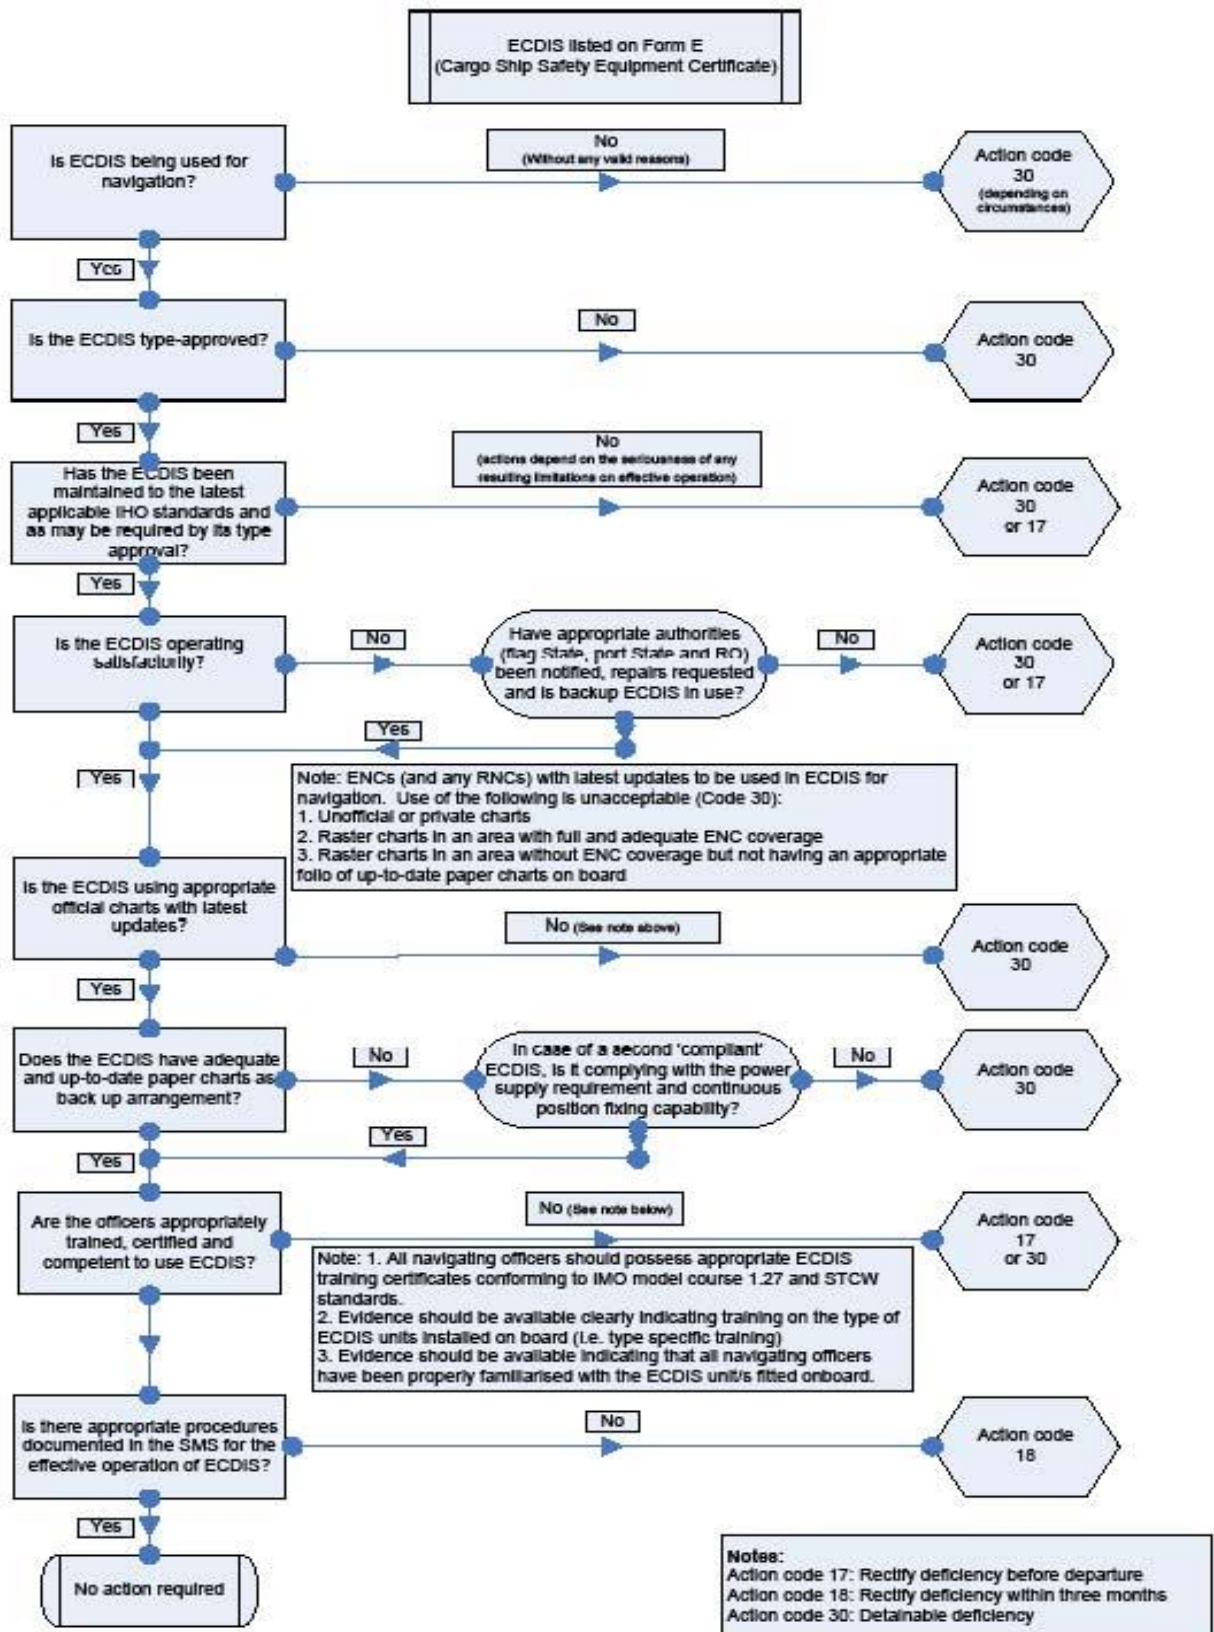 ECDIS listed on Form E
(Cargo Ship Safety Equipment Certificate)
Is ECDIS being used for
navigation?
No
(Without any valid reasons)
Action code
30
(depending on
circumstances)
Yes
Is the ECDIS type-approved?
No
Action code
30
Yes
Has the ECDIS been
maintained to the latest
applicable IHO standards and
as may be required by its type
approval?
No
(actions depend on the seriousness of any
resulting limitations on effective operation)
Action code
30
or 17
Yes
Is the ECDIS operating
satisfactorily?
No
Have appropriate authorities
(flag State, port State and RO)
been notified, repairs requested
and is backup ECDIS in use?
No
Action code
30
or 17
Yes
Yes
Note: ENCs (and any RNCs) with latest updates to be used in ECDIS for
navigation. Use of the following is unacceptable (Code 30):
1. Unofficial or private charts
2. Raster charts in an area with full and adequate ENC coverage
3. Raster charts in an area without ENC coverage but not having an appropriate
folio of up-to-date paper charts on board
Is the ECDIS using appropriate
official charts with latest
updates?
No (See note above)
Action code
30
Yes
Does the ECDIS have adequate
and up-to-date paper charts as
back up arrangement?
No
In case of a second 'compliant'
ECDIS, is it complying with the power
supply requirement and continuous
position fixing capability?
No
Action code
30
Yes
Yes
Are the officers appropriately
trained, certified and
competent to use ECDIS?
No (See note below)
Action code
17
or 30
Note: 1. All navigating officers should possess appropriate ECDIS
training certificates conforming to IMO model course 1.27 and STCW
standards.
2. Evidence should be available clearly indicating training on the type of
ECDIS units installed on board (i.e. type specific training)
3. Evidence should be available indicating that all navigating officers
have been properly familiarised with the ECDIS unit/s fitted onboard.
Is there appropriate procedures
documented in the SMS for the
effective operation of ECDIS?
No
Action code
18
Yes
No action required
Notes:
Action code 17: Rectify deficiency before departure
Action code 18: Rectify deficiency within three months
Action code 30: Detainable deficiency